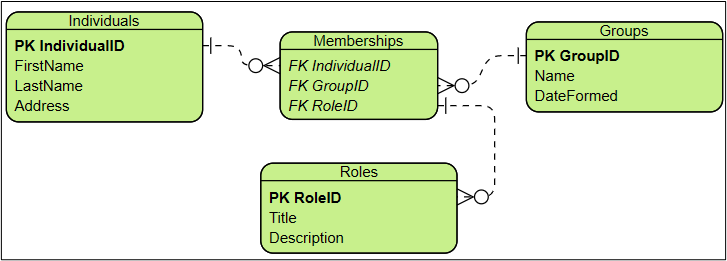 Individuals
PK IndividualID
FirstName
LastName
Address
Memberships
FK IndividualID
FK GroupID
FK RoleID
Groups
PK GroupID
Name
DateFormed
Roles
PK RoleID
Title
Description